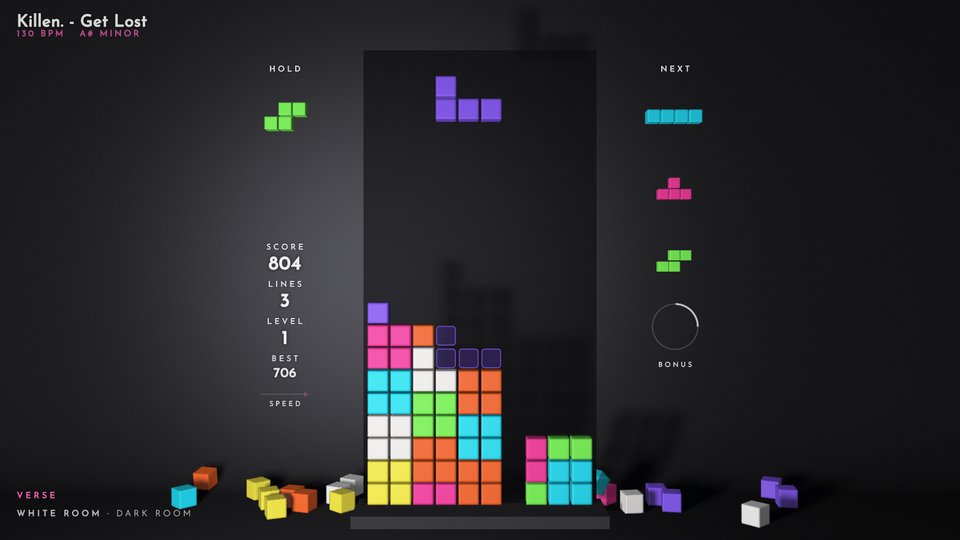 Killen. - Get Lost
130 BPM A# MINOR
HOLD
NEXT
SCORE
804
LINES
3
LEVEL
1
BEST
706
SPEED
BONUS
VERSE
WHITE ROOM · DARK ROOM